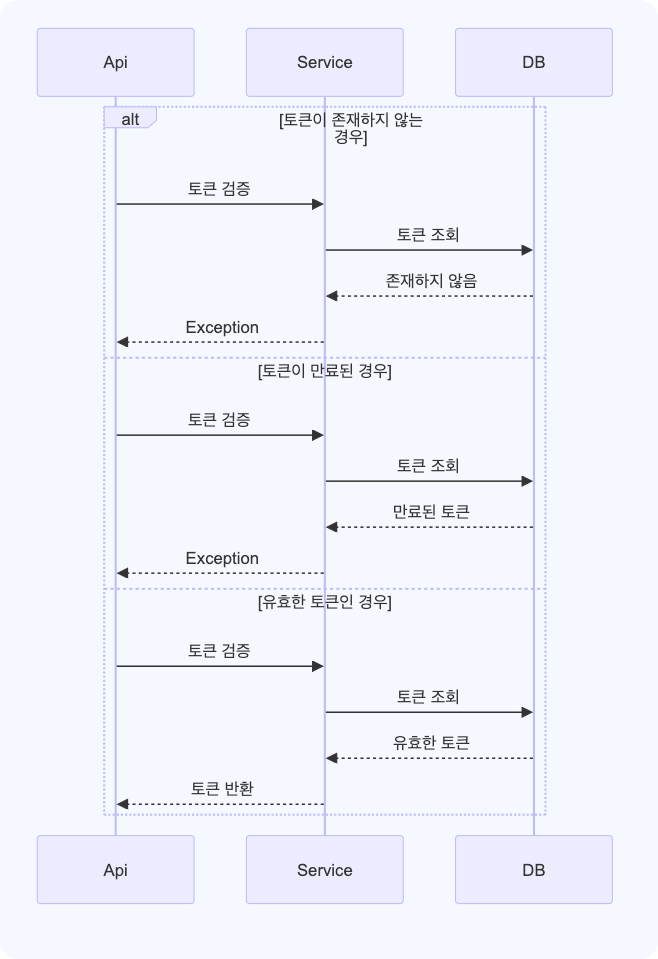 Api
Service
DB
alt
[토큰이 존재하지 않는
경우]
토큰 검증
토큰 조회
존재하지 않음
Exception
[토큰이 만료된 경우]
토큰 검증
토큰 조회
만료된 토큰
Exception
[유효한 토큰인 경우]
토큰 검증
토큰 조회
유효한 토큰
토큰 반환
Api
Service
DB